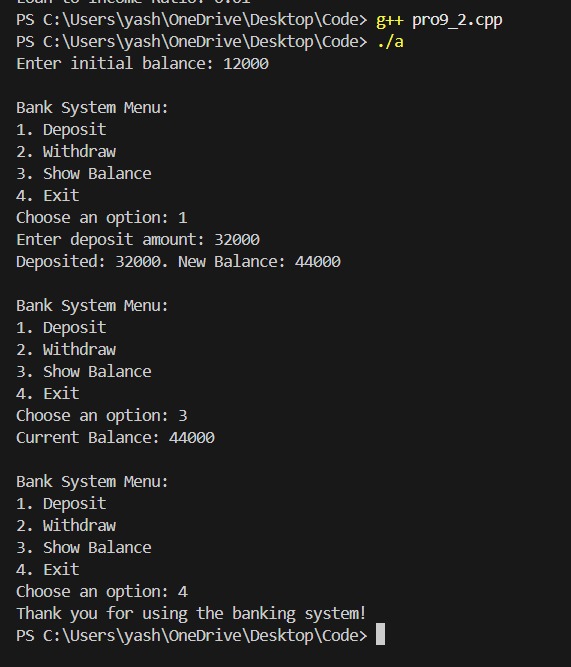 Loan to Income Ratio: 0.61
PS C:\Users\yash\OneDrive\Desktop\Code> g++ pro9_2.cpp
PS C:\Users\yash\OneDrive\Desktop\Code> ./a
Enter initial balance: 12000
Bank System Menu:
1. Deposit
2. Withdraw
3. Show Balance
4. Exit
Choose an option: 1
Enter deposit amount: 32000
Deposited: 32000. New Balance: 44000
Bank System Menu:
1. Deposit
2. Withdraw
3. Show Balance
4. Exit
Choose an option: 3
Current Balance: 44000
Bank System Menu:
1. Deposit
2. Withdraw
3. Show Balance
4. Exit
Choose an option: 4
Thank you for using the banking system!
PS C:\Users\yash\OneDrive\Desktop\Code>